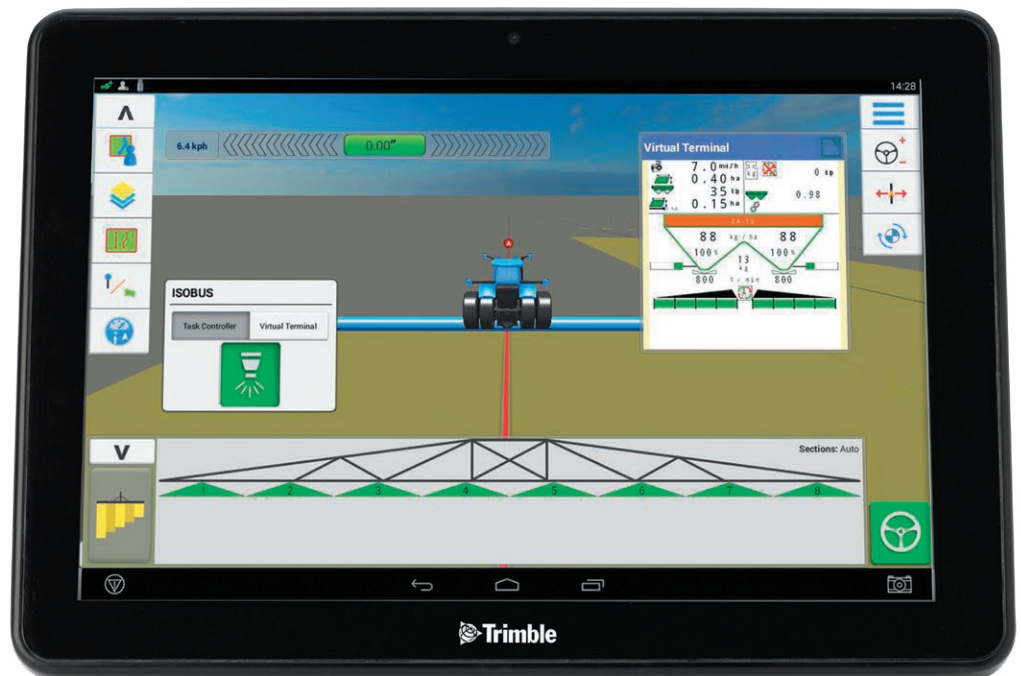 14:28
6.4 kph
0.00"
Virtual Terminal
7.0
0.40 ha
35
0.15 ha
kg
0
0.98
88 kg / ha 88
100% 100%
13
kg
800 800
ISOBUS
Task Controller
Virtual Terminal
A
Sections: Auto
1 2 3 4 5 6 7 8
Trimble